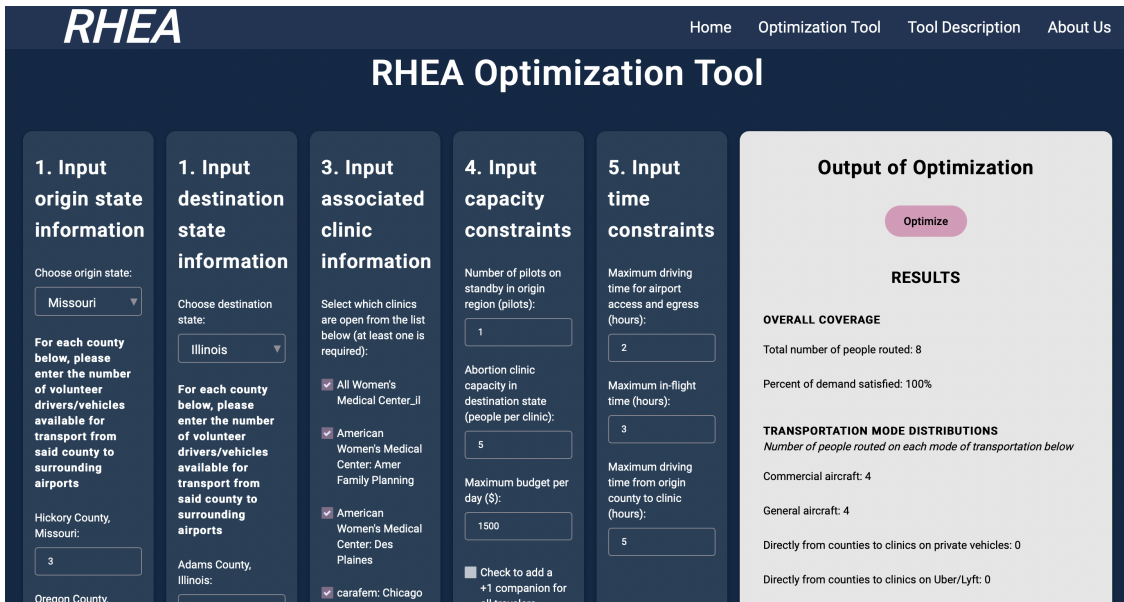 RHEA
Home
Optimization Tool
Tool Description
About Us
RHEA Optimization Tool
1. Input
origin state
information
Choose origin state:
Missouri
For each county
below, please
enter the number
of volunteer
drivers/vehicles
available for
transport from
said county to
surrounding
airports
Hickory County,
Missouri:
3
Oregon County,
1. Input
destination
state
information
Choose destination
state:
Illinois
For each county
below, please
enter the number
of volunteer
drivers/vehicles
available for
transport from
said county to
surrounding
airports
Adams County,
Illinois:
3. Input
associated
clinic
information
Select which clinics
are open from the list
below (at least one is
required):
All Women's
Medical Center_il
American
Women's Medical
Center: Amer
Family Planning
American
Women's Medical
Center: Des
Plaines
carafem: Chicago
4. Input
capacity
constraints
Number of pilots on
standby in origin
region (pilots):
1
Abortion clinic
capacity in
destination state
(people per clinic):
5
Maximum budget per
day ($):
1500
Check to add a
+1 companion for
all travelers
5. Input
time
constraints
Maximum driving
time for airport
access and egress
(hours):
2
Maximum in-flight
time (hours):
3
Maximum driving
time from origin
county to clinic
(hours):
5
Output of Optimization
Optimize
RESULTS
OVERALL COVERAGE
Total number of people routed: 8
Percent of demand satisfied: 100%
TRANSPORTATION MODE DISTRIBUTIONS
Number of people routed on each mode of transportation below
Commercial aircraft: 4
General aircraft: 4
Directly from counties to clinics on private vehicles: 0
Directly from counties to clinics on Uber/Lyft: 0